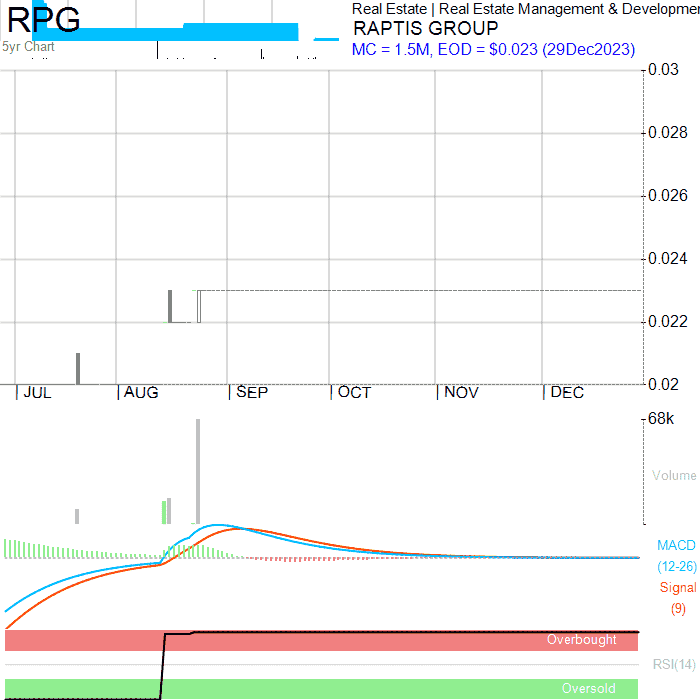 RPG
Real Estate | Real Estate Management & Developmen
RAPTIS GROUP
5yr Chart
MC = 1.5M, EOD = $0.023 (29Dec2023)
0.03
0.028
0.026
0.024
0.022
0.02
JUL AUG SEP OCT NOV DEC
68k
Volume
MACD
(12-26)
Signal
(9)
Overbought
RSI(14)
Oversold